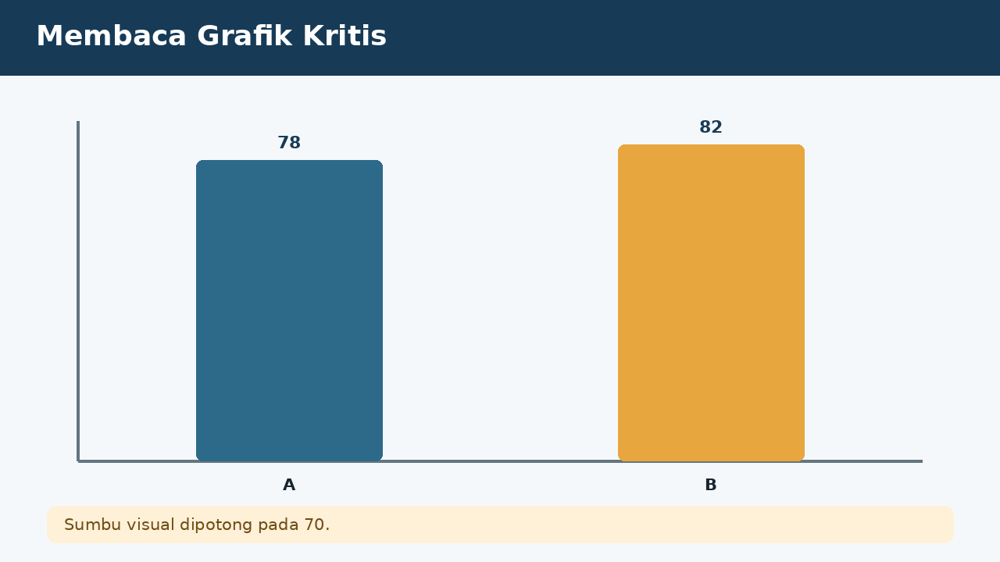 Membaca Grafik Kritis
78
82
A
B
Sumbu visual dipotong pada 70.